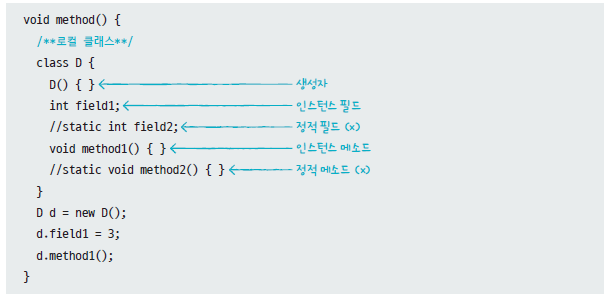 void method() {
/**로컬 클래스**/
class D {
D() { } 생성자
int field1; 인스턴스 필드
//static int field2; 정적 필드 (x)
void method1() { } 인스턴스 메소드
//static void method2() { } 정적 메소드 (x)
}
D d = new D();
d.field1 = 3;
d.method1();
}